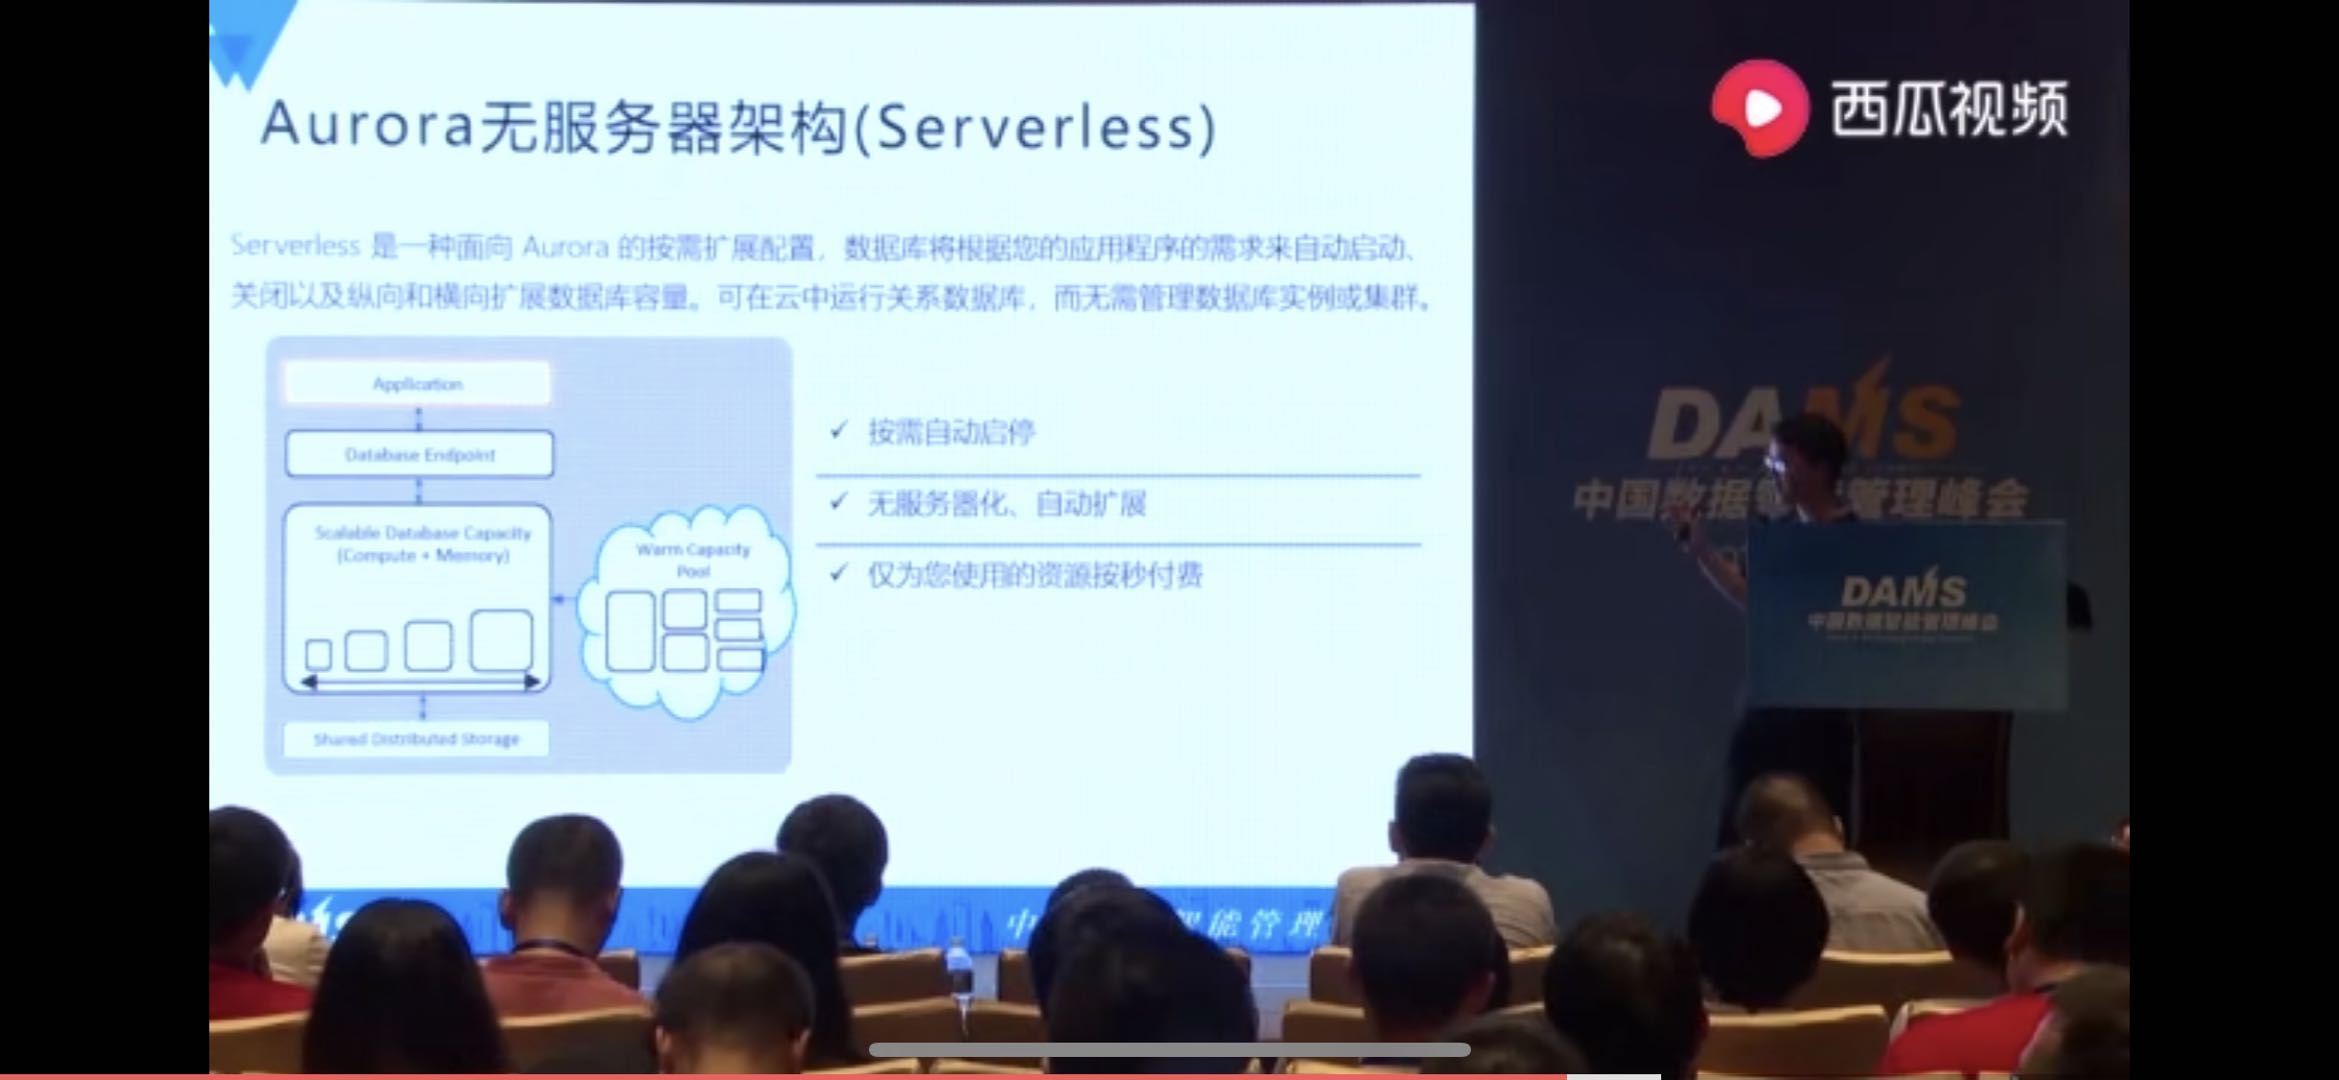 Aurora无服务器架构(Serverless)
西瓜视频
Serverless 是一种面向 Aurora 的按需扩展配置，数据库将根据您的应用程序的需求来自动启动、
关闭以及纵向和横向扩展数据库容量。可在云中运行关系数据库，而无需管理数据库实例或集群。
Application
Database Endpoint
Scalable Database Capacity
(Compute + Memory)
Warm Capacity
Pool
Shared Distributed Storage
✓ 按需自动启停
✓ 无服务器化、自动扩展
✓ 仅为您使用的资源按秒付费
DAMS
中国数据 管理峰会
DAMS
中国数据智能管理峰会
中 智能管理